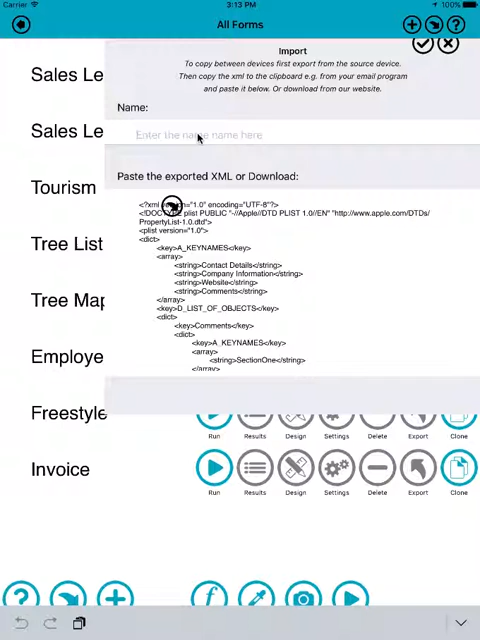 Carrier
3:13 PM
100%
All Forms
Import
To copy between devices first export from the source device.
Then copy the xml to the clipboard e.g. from your email program
and paste it below. Or download from our website.
Name:
Enter the name name here
Paste the exported XML or Download:
<?xml version="1.0" encoding="UTF-8"?>
<!DOCTYPE plist PUBLIC "-//Apple//DTD PLIST 1.0//EN" "http://www.apple.com/DTDs/
PropertyList-1.0.dtd">
<plist version="1.0">
<dict>
<key>A_KEYNAMES</key>
<array>
<string>Contact Details</string>
<string>Company Information</string>
<string>Website</string>
<string>Comments</string>
</array>
<key>D_LIST_OF_OBJECTS</key>
<dict>
<key>Comments</key>
<dict>
<key>A_KEYNAMES</key>
<array>
<string>SectionOne</string>
</array>
Sales Le
Sales Le
Tourism
Tree List
Tree Map
Employe
Freestyle
Run Results Design Settings Delete Export Clone
Invoice
Run Results Design Settings Delete Export Clone